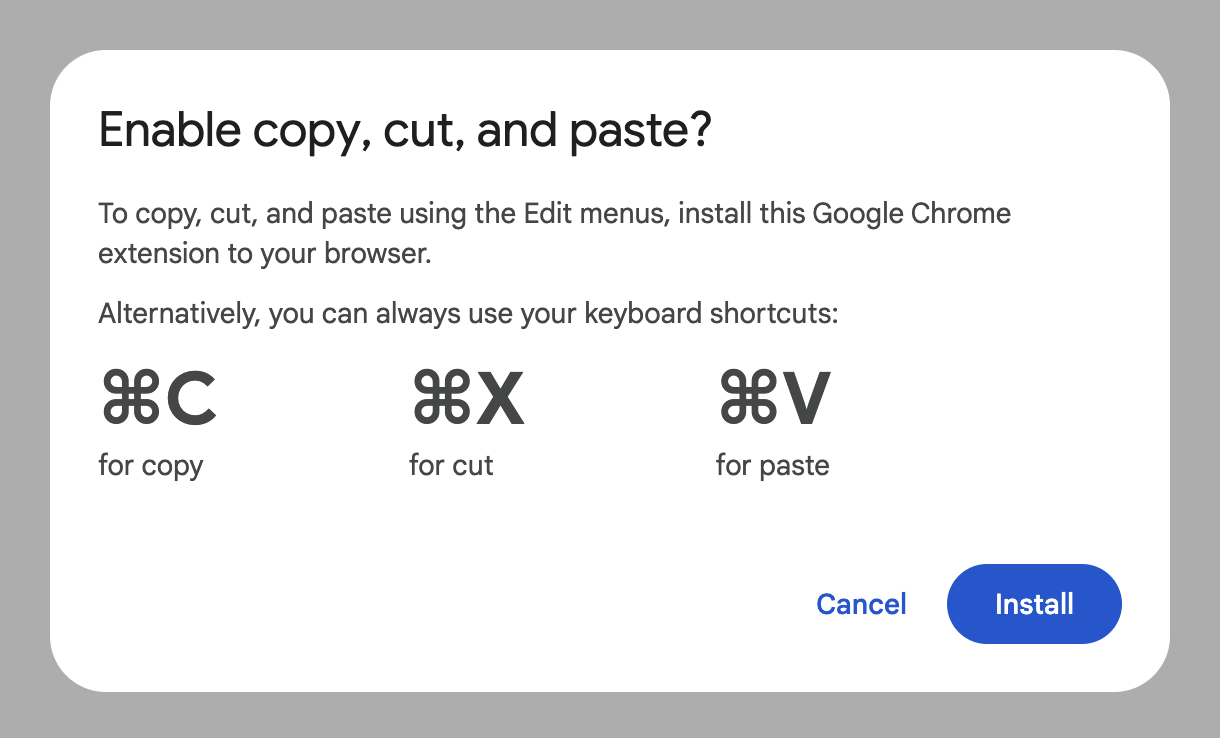 Enable copy, cut, and paste?
To copy, cut, and paste using the Edit menus, install this Google Chrome
extension to your browser.
Alternatively, you can always use your keyboard shortcuts:
⌘C ⌘X ⌘V
for copy for cut for paste
Cancel Install